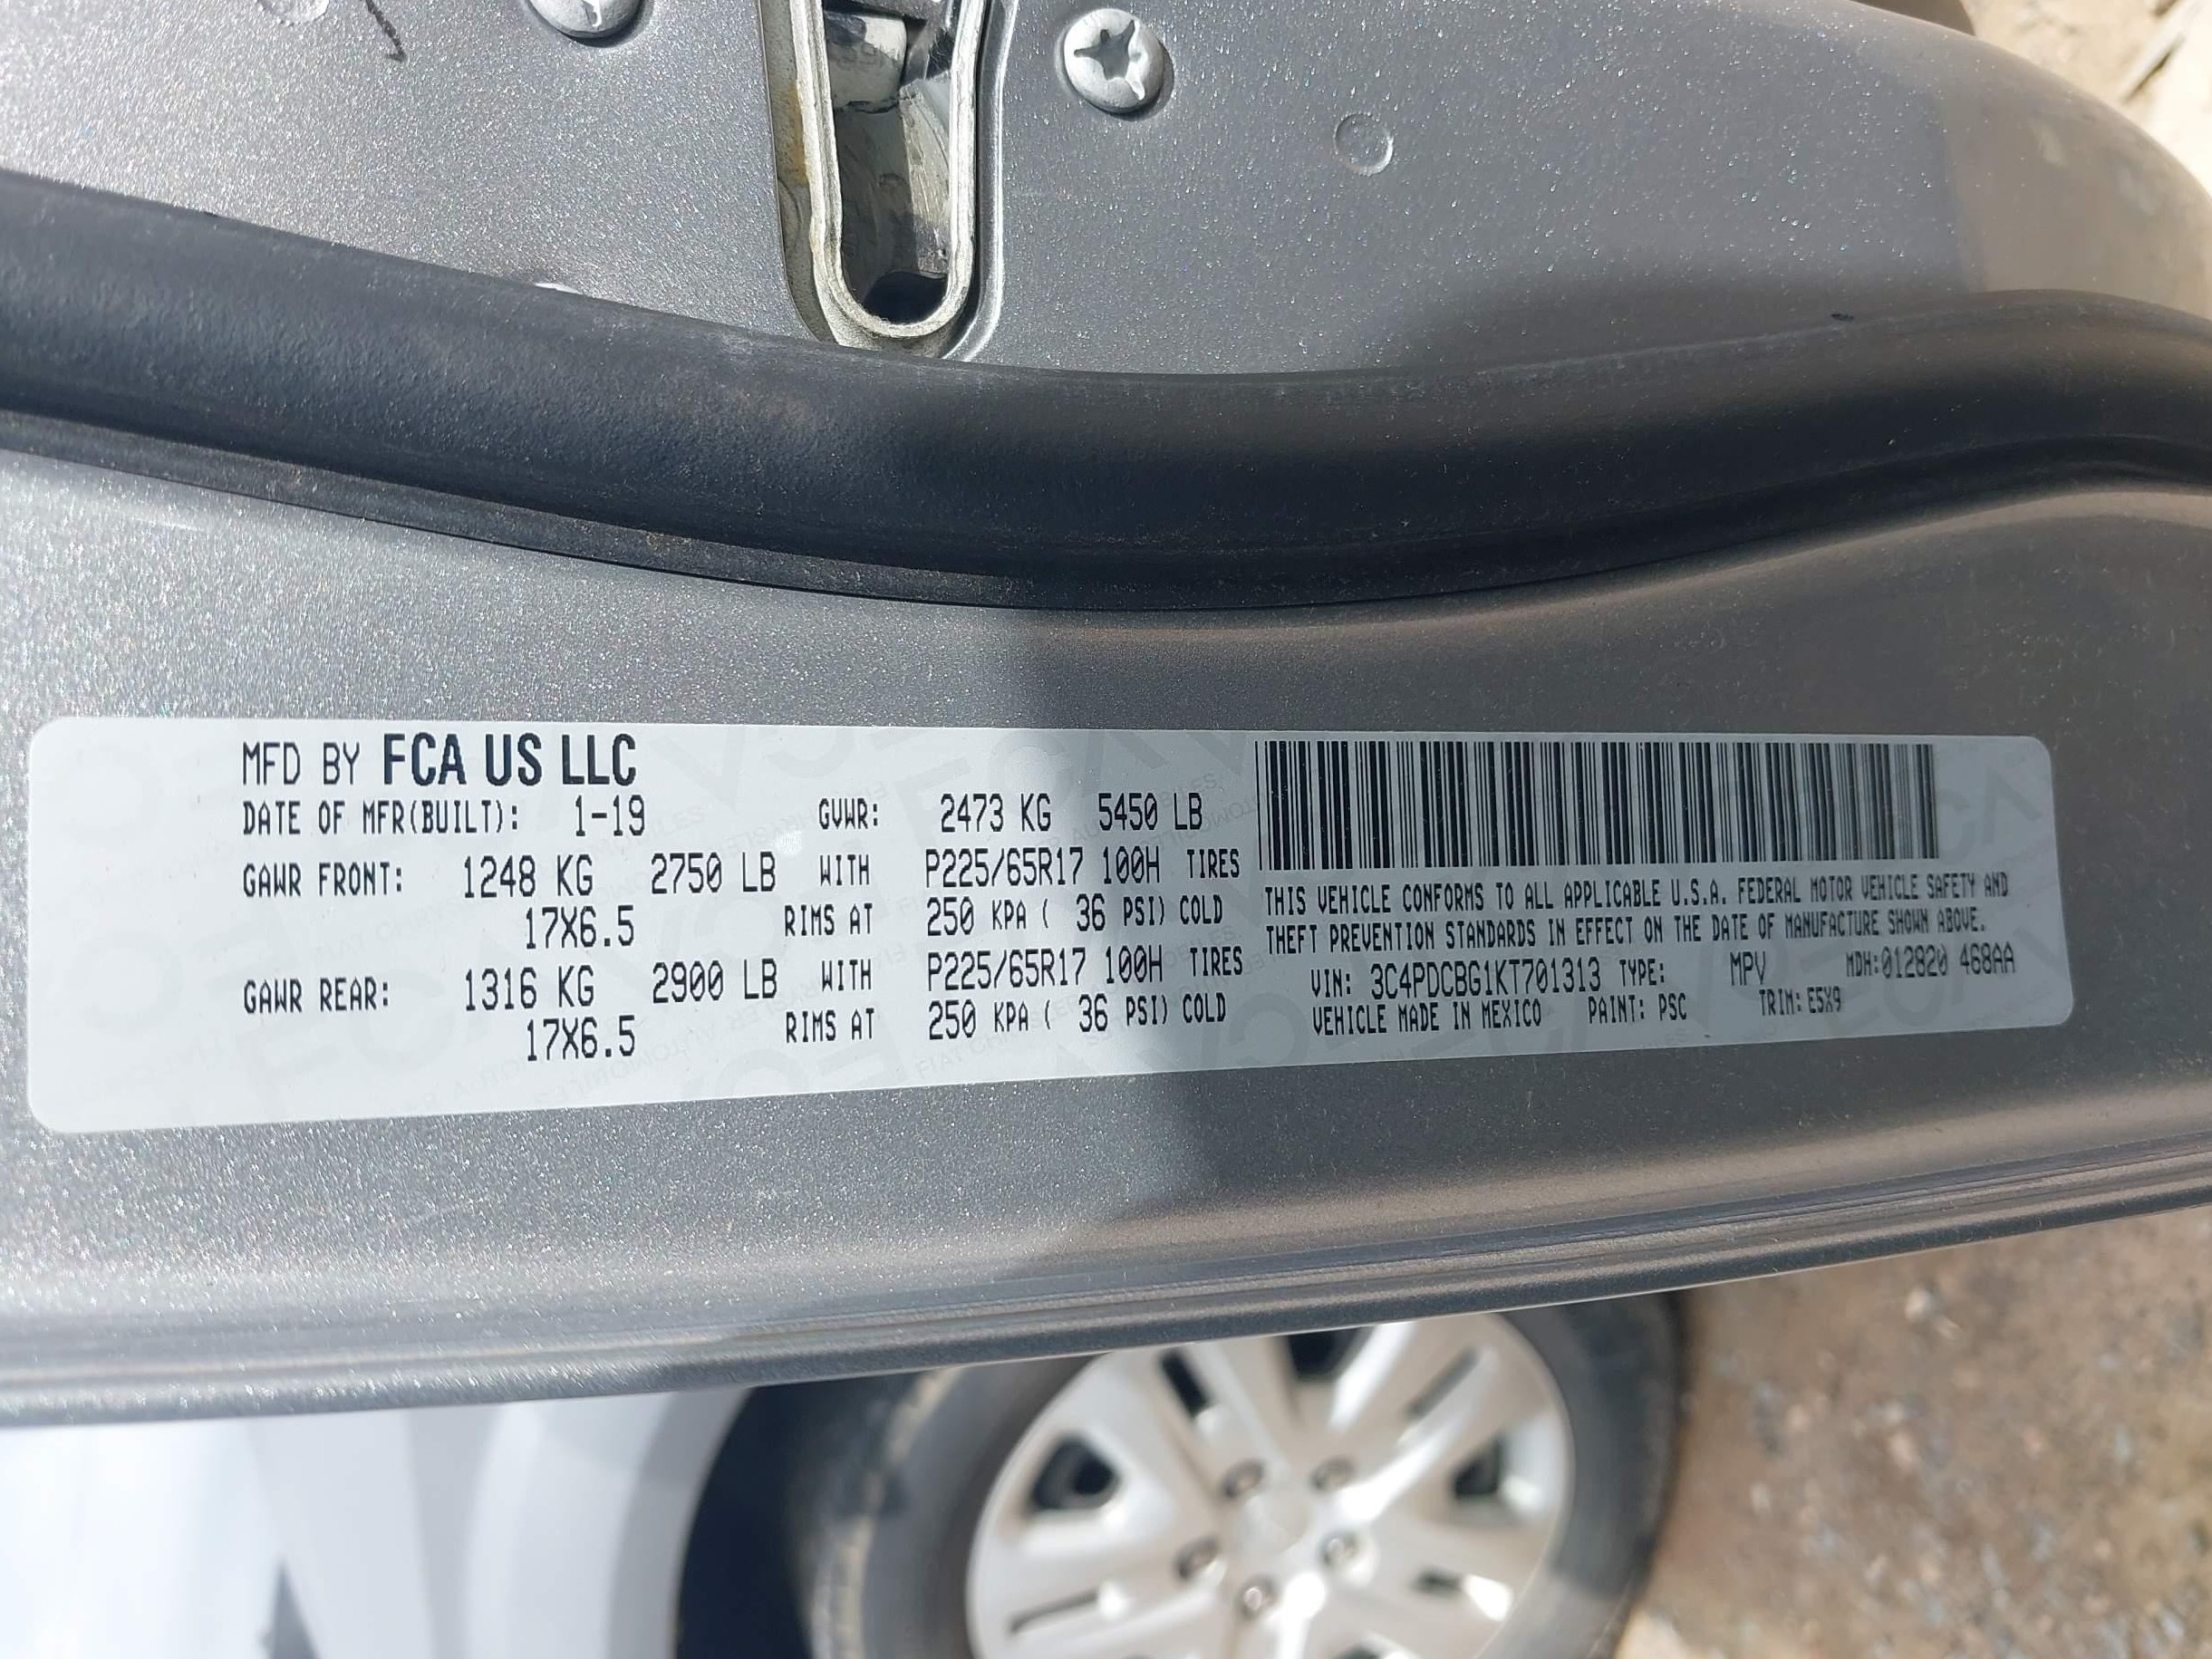 MFD BY FCA US LLC
DATE OF MFR(BUILT): 1-19 GVWR: 2473 KG 5450 LB
GAWR FRONT: 1248 KG 2750 LB WITH P225/65R17 100H TIRES
17X6.5 RIMS AT 250 KPA ( 36 PSI) COLD
GAWR REAR: 1316 KG 2900 LB WITH P225/65R17 100H TIRES
17X6.5 RIMS AT 250 KPA ( 36 PSI) COLD
THIS VEHICLE CONFORMS TO ALL APPLICABLE U.S.A. FEDERAL MOTOR VEHICLE SAFETY AND
THEFT PREVENTION STANDARDS IN EFFECT ON THE DATE OF MANUFACTURE SHOWN ABOVE.
VIN: 3C4PDCBG1KT701313 TYPE: MPV MDH:012820 468AA
VEHICLE MADE IN MEXICO PAINT: PSC TRIM: E5X9